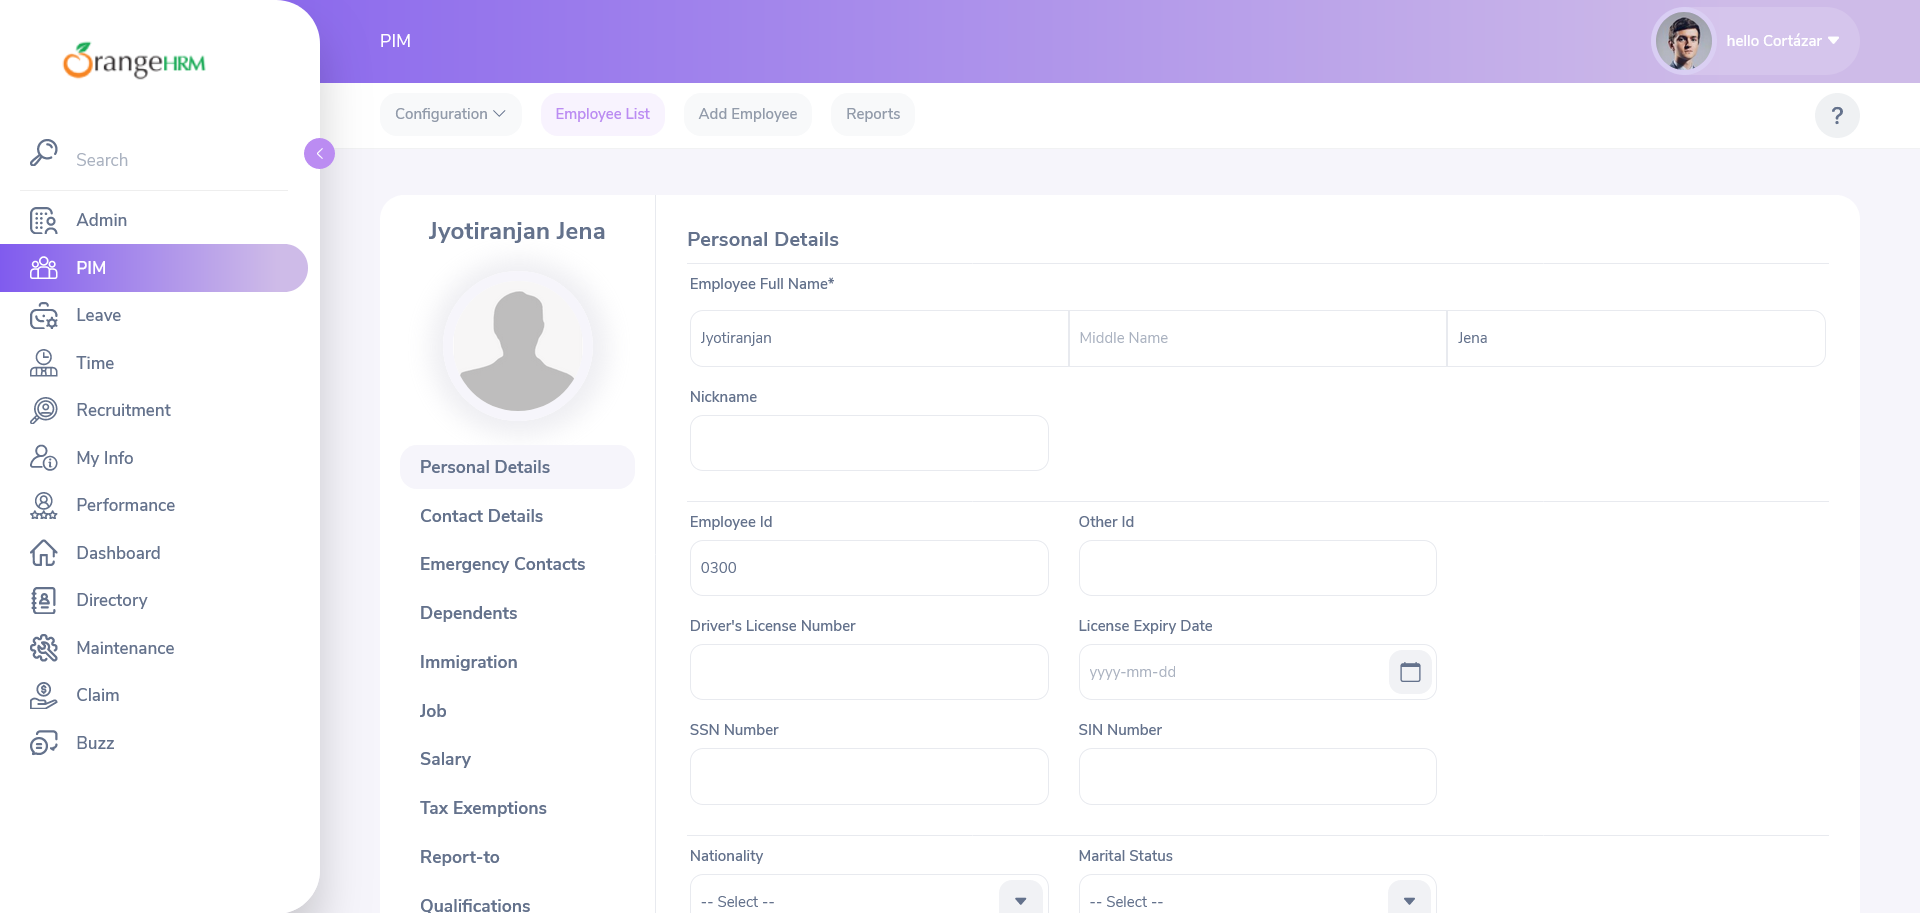 OrangeHRM
PIM
hello Cortázar
Configuration
Employee List
Add Employee
Reports
?
Search
Admin
PIM
Leave
Time
Recruitment
My Info
Performance
Dashboard
Directory
Maintenance
Claim
Buzz
Jyotiranjan Jena
Personal Details
Contact Details
Emergency Contacts
Dependents
Immigration
Job
Salary
Tax Exemptions
Report-to
Qualifications
Personal Details
Employee Full Name*
Jyotiranjan Middle Name Jena
Nickname
Employee Id Other Id
0300
Driver's License Number License Expiry Date
yyyy-mm-dd
SSN Number SIN Number
Nationality Marital Status
-- Select -- -- Select --